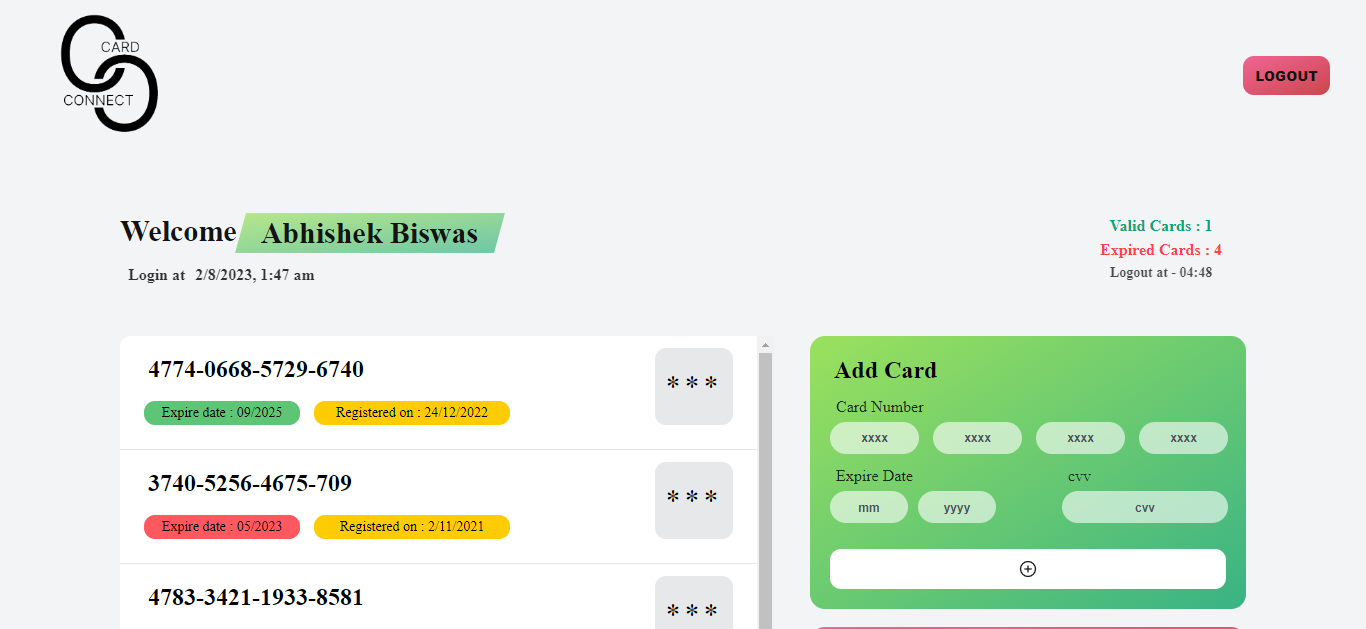 CARD
CONNECT
LOGOUT
Welcome Abhishek Biswas
Login at 2/8/2023, 1:47 am
Valid Cards : 1
Expired Cards : 4
Logout at - 04:48
4774-0668-5729-6740
***
Expire date : 09/2025 Registered on : 24/12/2022
3740-5256-4675-709
***
Expire date : 05/2023 Registered on : 2/11/2021
4783-3421-1933-8581
***
Add Card
Card Number
xxxx xxxx xxxx xxxx
Expire Date cvv
mm yyyy cvv